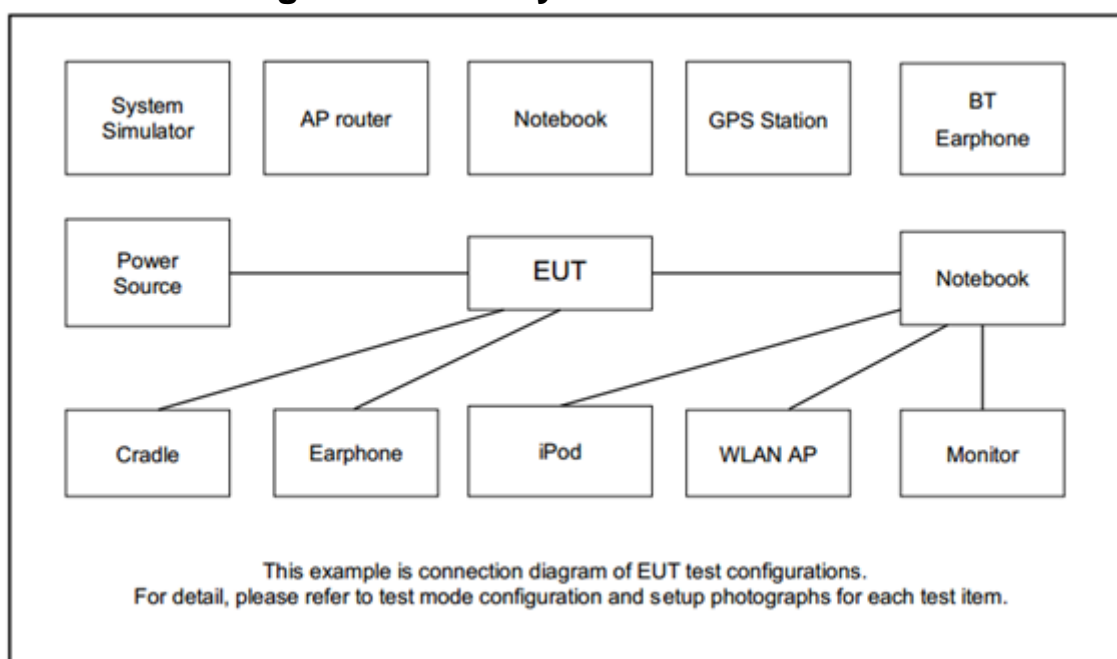 System
Simulator
AP router
Notebook
GPS Station
BT
Earphone
Power
Source
EUT
Notebook
Cradle
Earphone
iPod
WLAN AP
Monitor
This example is connection diagram of EUT test configurations.
For detail, please refer to test mode configuration and setup photographs for each test item.